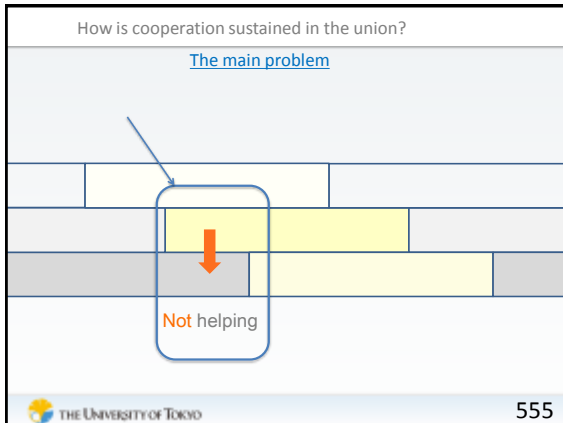 How is cooperation sustained in the union?
The main problem
Not helping
THE UNIVERSITY OF TOKYO
555